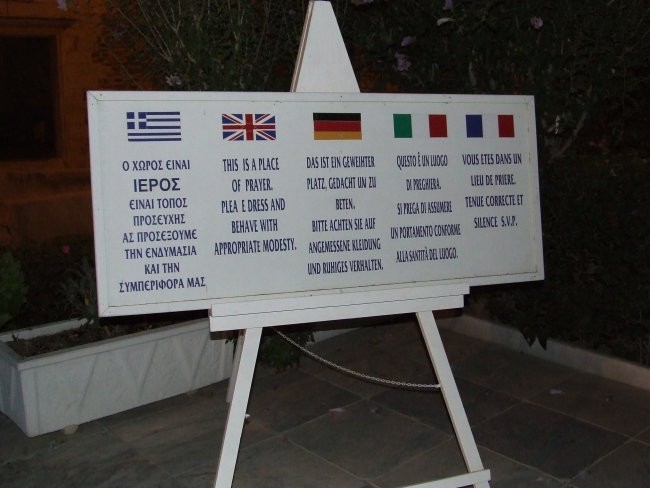 Ο ΧΩΡΟΣ ΕΙΝΑΙ
ΙΕΡΟΣ
ΕΙΝΑΙ ΤΟΠΟΣ
ΠΡΟΣΕΥΧΗΣ
ΑΣ ΠΡΟΣΕΞΟΥΜΕ
ΤΗΝ ΕΝΔΥΜΑΣΙΑ
ΚΑΙ ΤΗΝ
ΣΥΜΠΕΡΙΦΟΡΑ ΜΑΣ
THIS IS A PLACE
OF PRAYER.
PLEA E DRESS AND
BEHAVE WITH
APPROPRIATE MODESTY.
DAS IST EIN GEWEIHTER
PLATZ, GEDACHT UM ZU
BETEN.
BITTE ACHTEN SIE AUF
ANGEMESSENE KLEIDUNG
UND RUHIGES VERHALTEN.
QUESTO È UN LUOGO
DI PREGHIERA.
SI PREGA DI ASSUMERE
UN PORTAMENTO CONFORME
ALLA SANTITÀ DEL LUOGO.
VOUS ETES DANS UN
LIEU DE PRIERE.
TENUE CORRECTE ET
SILENCE S.V.P.